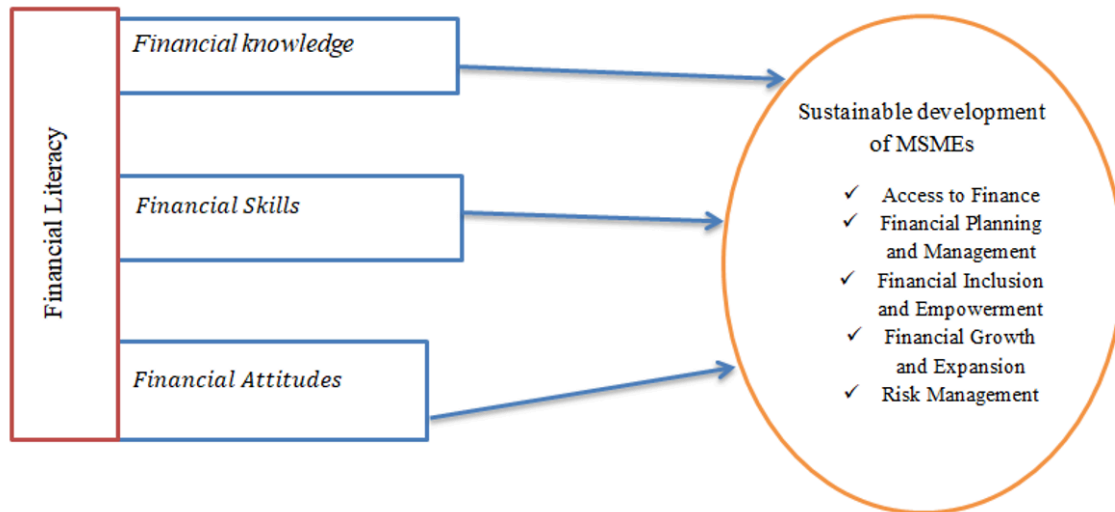 Financial Literacy
Financial knowledge
Financial Skills
Financial Attitudes
Sustainable development
of MSMEs
✓ Access to Finance
✓ Financial Planning
and Management
✓ Financial Inclusion
and Empowerment
✓ Financial Growth
and Expansion
✓ Risk Management